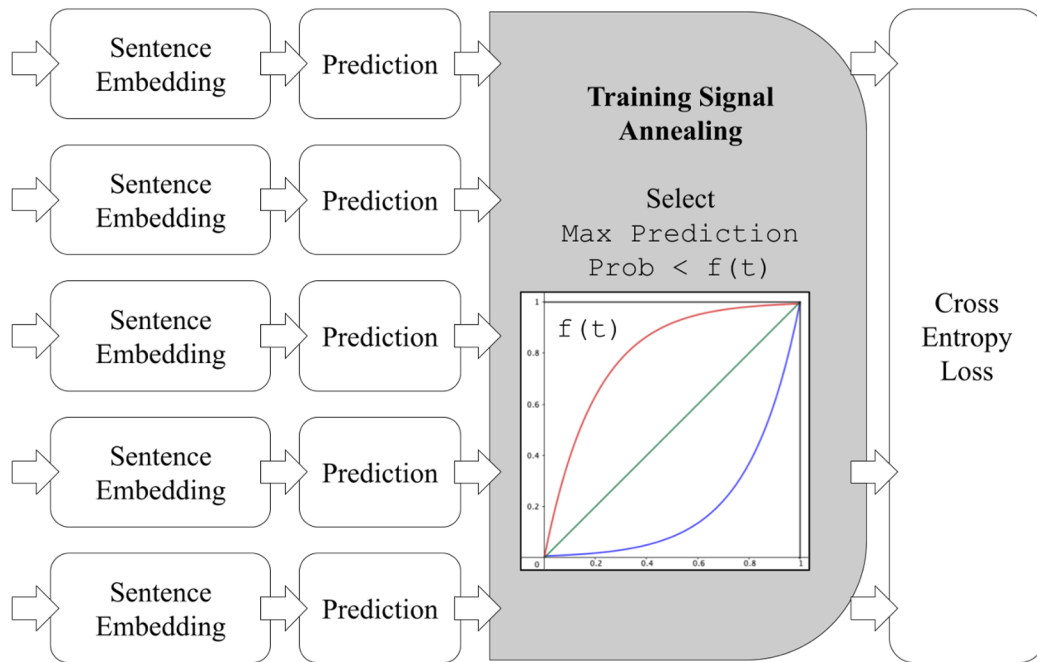 Sentence
Embedding
Prediction
Sentence
Embedding
Prediction
Sentence
Embedding
Prediction
Sentence
Embedding
Prediction
Sentence
Embedding
Prediction
Training Signal
Annealing
Select
Max Prediction
Prob < f(t)
f(t)
1
0.8
0.6
0.4
0.2
0
0.2
0.4
0.6
0.8
1
Cross
Entropy
Loss